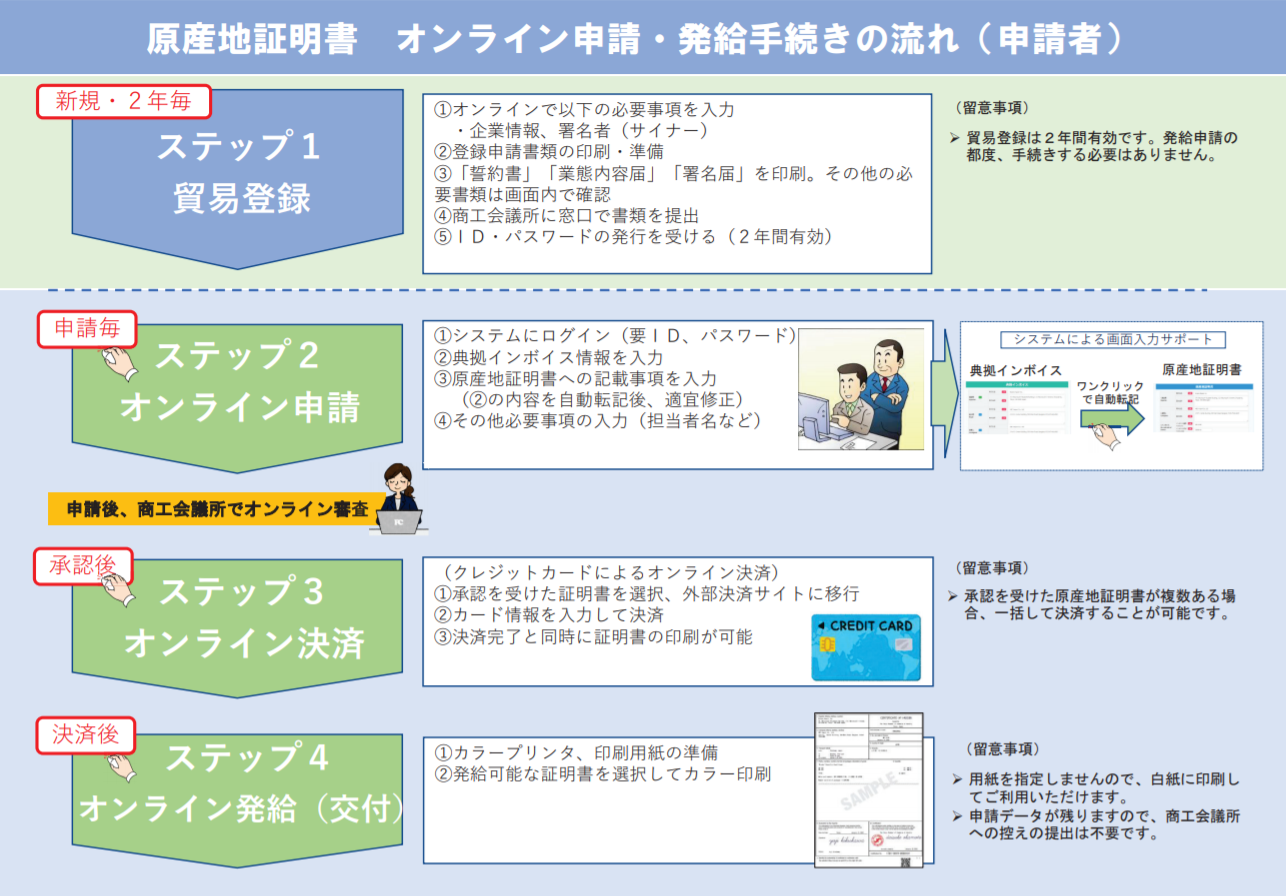 原産地証明書　オンライン申請・発給手続きの流れ（申請者）
新規・２年毎
ステップ１
貿易登録
①オンラインで以下の必要事項を入力
・企業情報、署名者（サイナー）
②登録申請書類の印刷・準備
③「誓約書」「業態内容届」「署名届」を印刷。その他の必
要書類は画面内で確認
④商工会議所に窓口で書類を提出
⑤ＩＤ・パスワードの発行を受ける（２年間有効）
（留意事項）
➢ 貿易登録は２年間有効です。発給申請の
都度、手続きする必要はありません。
申請毎
ステップ２
オンライン申請
①システムにログイン（要ＩＤ、パスワード）
②典拠インボイス情報を入力
③原産地証明書への記載事項を入力
（②の内容を自動転記後、適宜修正）
④その他必要事項の入力（担当者名など）
システムによる画面入力サポート
典拠インボイス
原産地証明書
ワンクリック
で自動転記
申請後、商工会議所でオンライン審査
承認後
ステップ３
オンライン決済
（クレジットカードによるオンライン決済）
①承認を受けた証明書を選択、外部決済サイトに移行
②カード情報を入力して決済
③決済完了と同時に証明書の印刷が可能
CREDIT CARD
（留意事項）
➢ 承認を受けた原産地証明書が複数ある場
合、一括して決済することが可能です。
決済後
ステップ４
オンライン発給（交付）
①カラープリンタ、印刷用紙の準備
②発給可能な証明書を選択してカラー印刷
SAMPLE
（留意事項）
➢ 用紙を指定しませんので、白紙に印刷し
てご利用いただけます。
➢ 申請データが残りますので、商工会議所
への控えの提出は不要です。